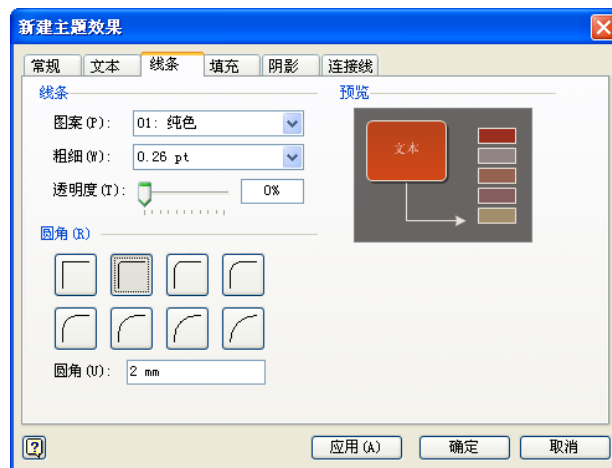 新建主题效果
常规 文本 线条 填充 阴影 连接线
线条
预览
图案(P): 01: 纯色
粗细(W): 0.26 pt
透明度(T): 0%
文本
圆角(R)
圆角(U): 2 mm
应用(A) 确定 取消